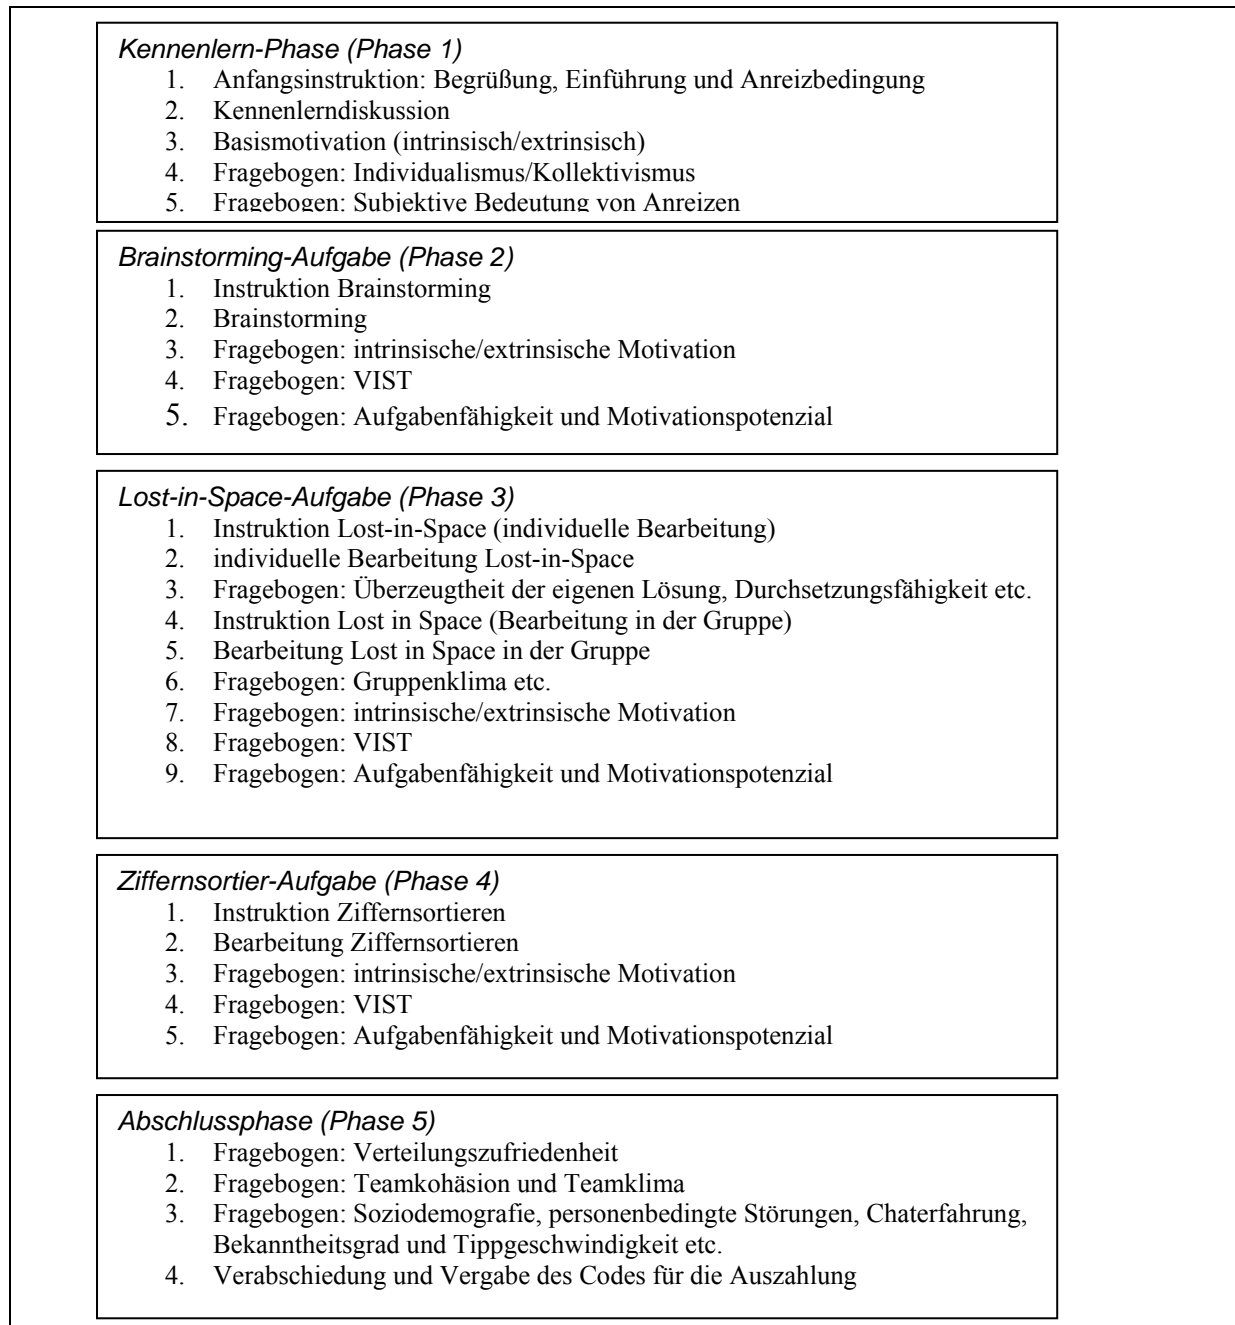 Kennenlern-Phase (Phase 1)
1. Anfangsinstruktion: Begrüßung, Einführung und Anreizbedingung
2. Kennenlerndiskussion
3. Basismotivation (intrinsisch/extrinsisch)
4. Fragebogen: Individualismus/Kollektivismus
5. Fragebogen: Subjektive Bedeutung von Anreizen
Brainstorming-Aufgabe (Phase 2)
1. Instruktion Brainstorming
2. Brainstorming
3. Fragebogen: intrinsische/extrinsische Motivation
4. Fragebogen: VIST
5. Fragebogen: Aufgabenfähigkeit und Motivationspotenzial
Lost-in-Space-Aufgabe (Phase 3)
1. Instruktion Lost-in-Space (individuelle Bearbeitung)
2. individuelle Bearbeitung Lost-in-Space
3. Fragebogen: Überzeugtheit der eigenen Lösung, Durchsetzungsfähigkeit etc.
4. Instruktion Lost in Space (Bearbeitung in der Gruppe)
5. Bearbeitung Lost in Space in der Gruppe
6. Fragebogen: Gruppenklima etc.
7. Fragebogen: intrinsische/extrinsische Motivation
8. Fragebogen: VIST
9. Fragebogen: Aufgabenfähigkeit und Motivationspotenzial
Ziffernsortier-Aufgabe (Phase 4)
1. Instruktion Ziffernsortieren
2. Bearbeitung Ziffernsortieren
3. Fragebogen: intrinsische/extrinsische Motivation
4. Fragebogen: VIST
5. Fragebogen: Aufgabenfähigkeit und Motivationspotenzial
Abschlussphase (Phase 5)
1. Fragebogen: Verteilungszufriedenheit
2. Fragebogen: Teamkohäsion und Teamklima
3. Fragebogen: Soziodemografie, personenbedingte Störungen, Chaterfahrung,
Bekanntheitsgrad und Tippgeschwindigkeit etc.
4. Verabschiedung und Vergabe des Codes für die Auszahlung